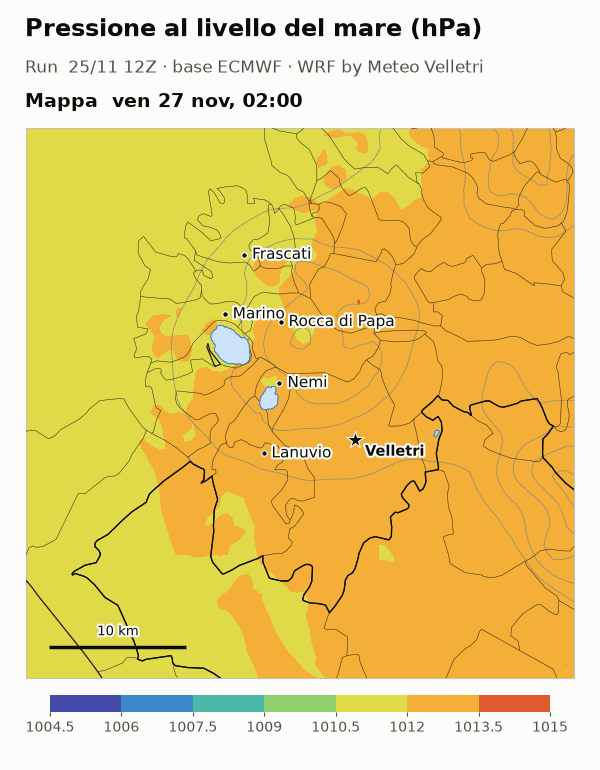 Pressione al livello del mare (hPa)
Run  25/11 12Z · base ECMWF · WRF by Meteo Velletri
Mappa  ven 27 nov, 02:00
Frascati
Marino
Rocca di Papa
Nemi
Velletri
Lanuvio
10 km
1004.5 1006 1007.5 1009 1010.5 1012 1013.5 1015